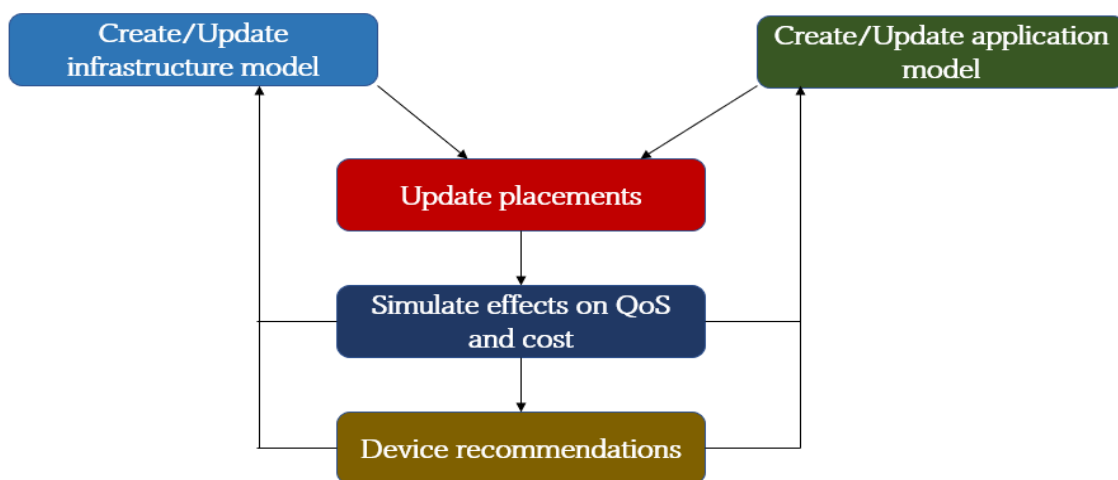 Create/Update
infrastructure model
Create/Update application
model
Update placements
Simulate effects on QoS
and cost
Device recommendations